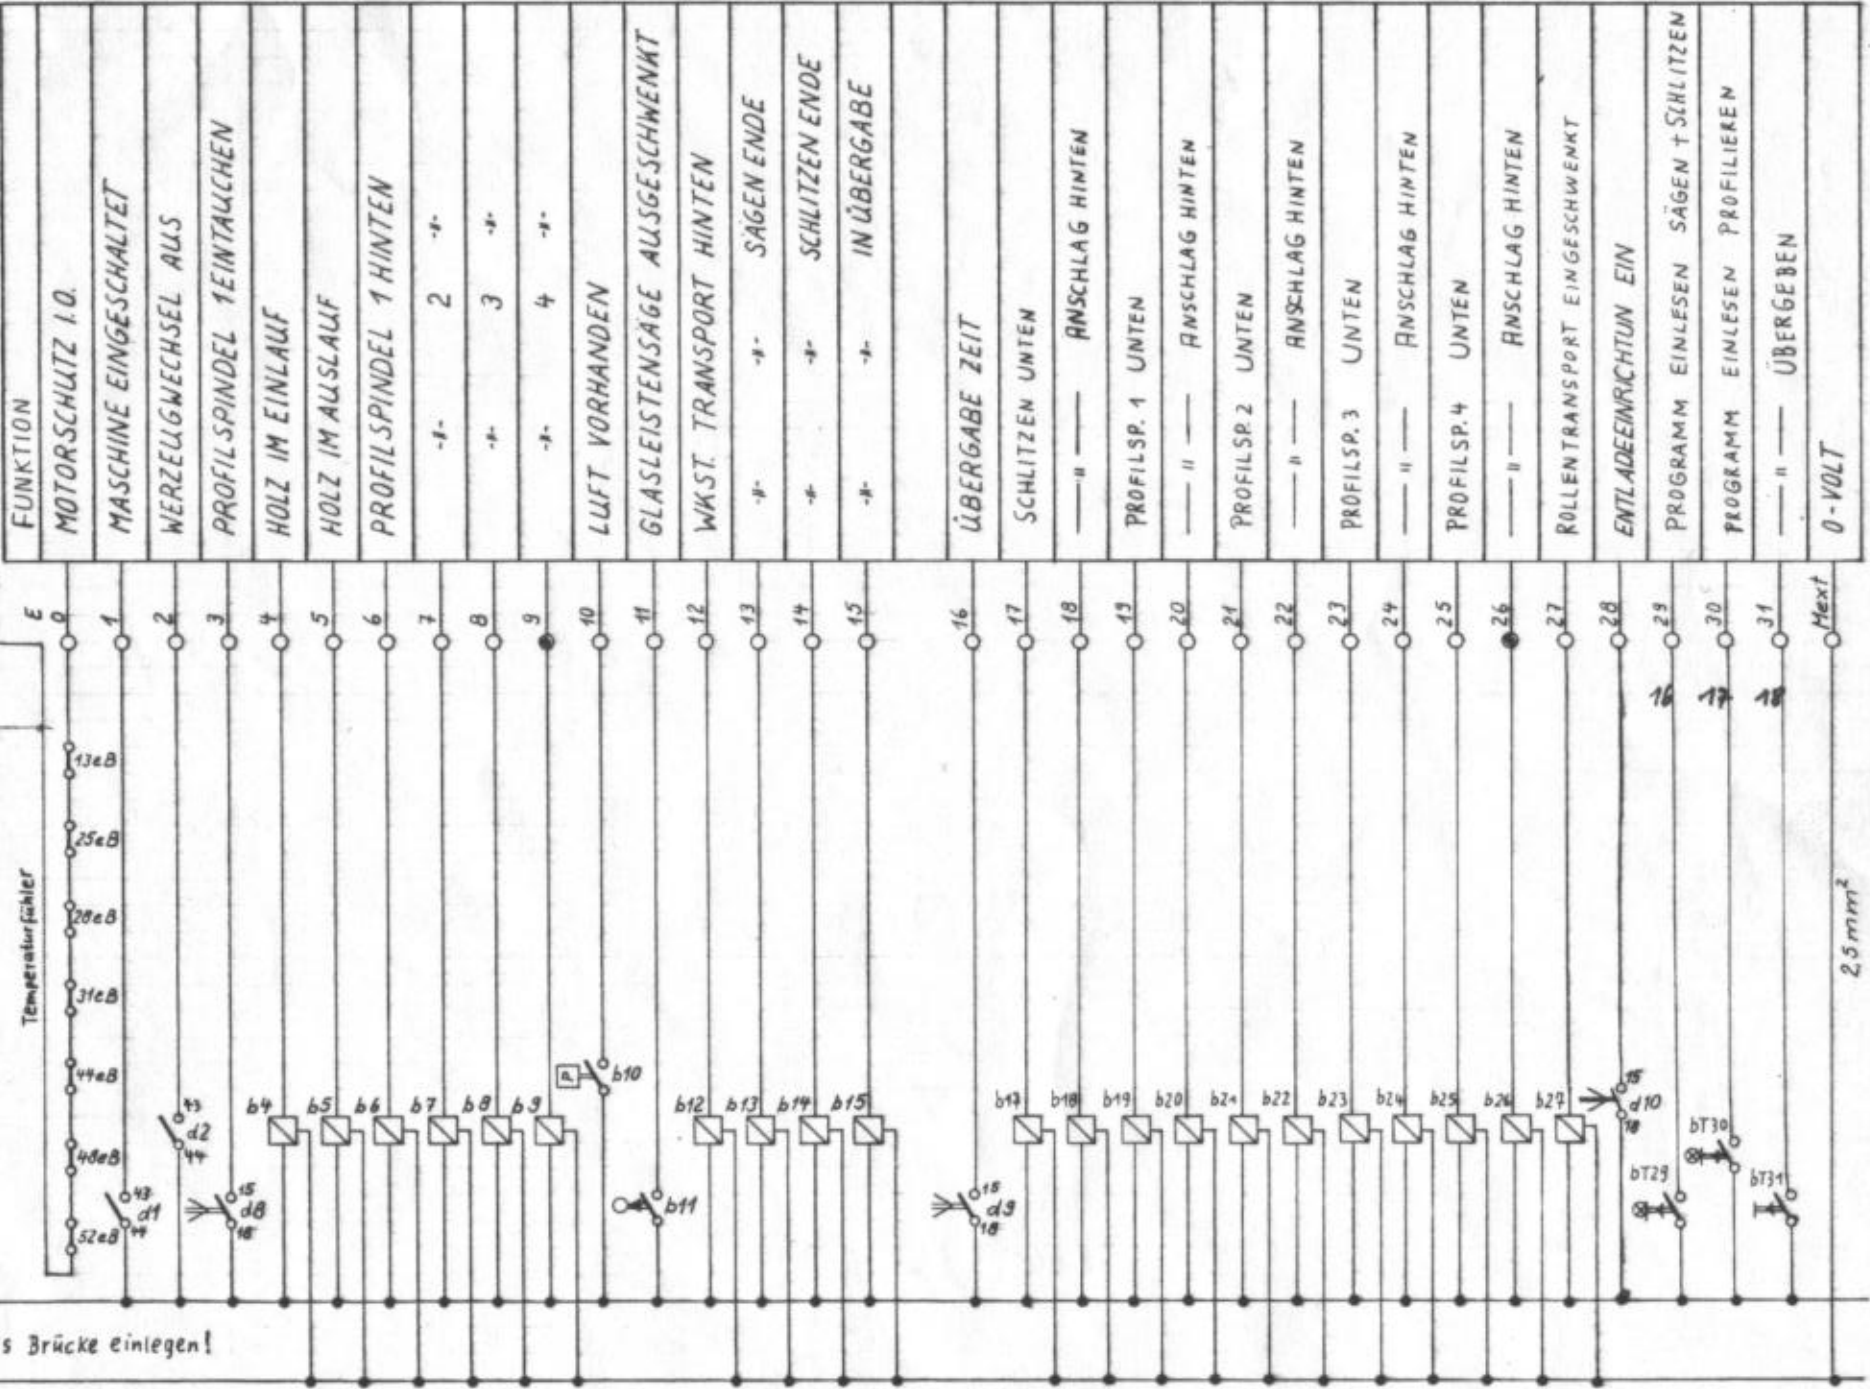 FUNKTION
MOTORSCHUTZ I.O.
MASCHINE EINGESCHALTET
WERZEUGWECHSEL AUS
PROFILSPINDEL 1EINTAUCHEN
HOLZ IM EINLAUF
HOLZ IM AUSLAUF
PROFILSPINDEL 1 HINTEN
-"- 2 -"-
-"- 3 -"-
-"- 4 -"-
LUFT VORHANDEN
GLASLEISTENSÄGE AUSGESCHWENKT
WKST. TRANSPORT HINTEN
-"- -"- SÄGEN ENDE
-"- -"- SCHLITZEN ENDE
-"- -"- IN ÜBERGABE
ÜBERGABE ZEIT
SCHLITZEN UNTEN
— " — ANSCHLAG HINTEN
PROFILSP. 1 UNTEN
— " — ANSCHLAG HINTEN
PROFILSP. 2 UNTEN
— " — ANSCHLAG HINTEN
PROFILSP. 3 UNTEN
— " — ANSCHLAG HINTEN
PROFILSP. 4 UNTEN
— " — ANSCHLAG HINTEN
ROLLENTRANSPORT EINGESCHWENKT
ENTLADEEINRICHTUN EIN
PROGRAMM EINLESEN SÄGEN + SCHLITZEN
PROGRAMM EINLESEN PROFILIEREN
— " — ÜBERGEBEN
0-VOLT
E
0 1 2 3 4 5 6 7 8 9 10 11 12 13 14 15 16 17 18 19 20 21 22 23 24 25 26 27 28 29 30 31 Mext
16 17 18
Temperaturfühler
13eB
25eB
28eB
31eB
44eB
48eB
52eB
43 d1 44
43 d2 44
15 d8 18
b4 b5 b6 b7 b8 b9
P b10
b11
b12 b13 b14 b15
15 d9 18
b17 b18 b19 b20 b21 b22 b23 b24 b25 b26 b27
15 d10 18
bT29
bT30
bT31
2,5 mm²
s Brücke einlegen!